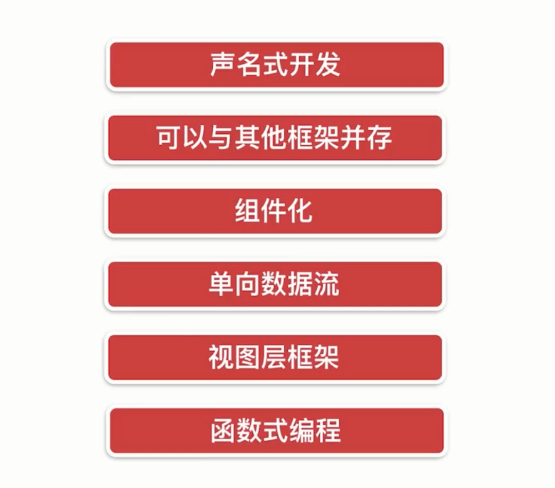 声名式开发
可以与其他框架并存
组件化
单向数据流
视图层框架
函数式编程